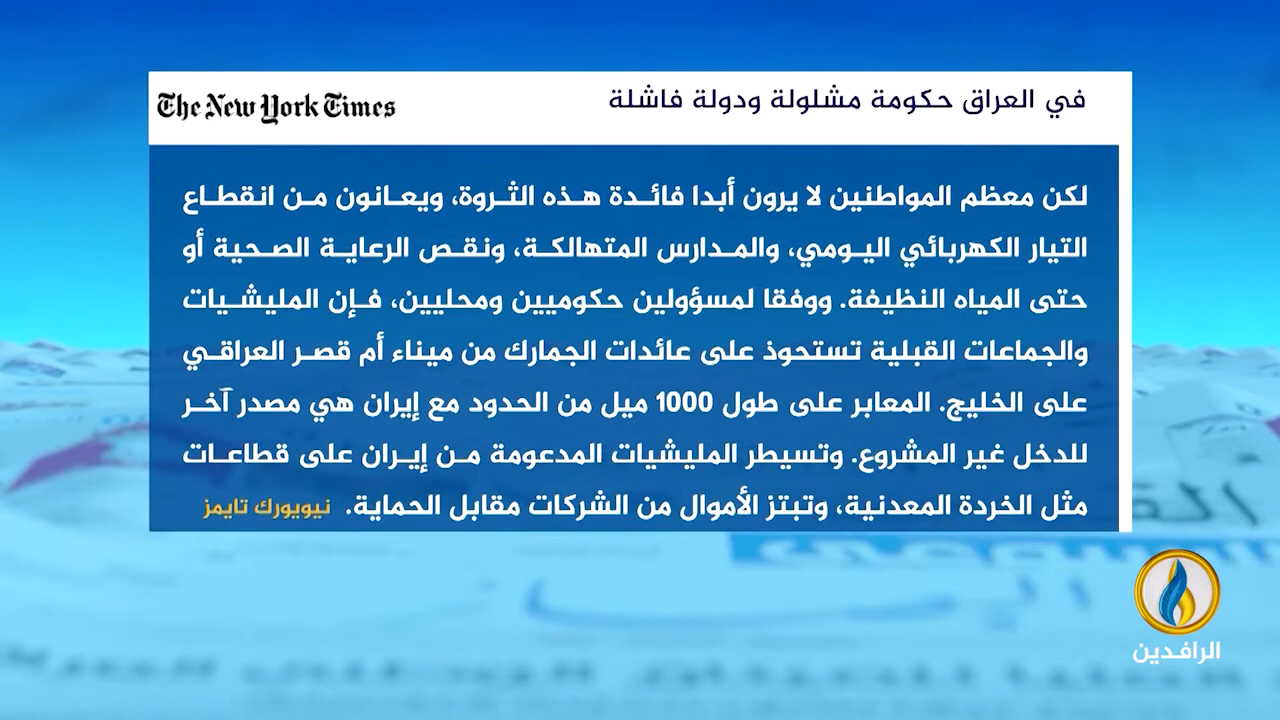 في العراق حكومة مشلولة ودولة فاشلة
The New York Times
لكن معظم المواطنين لا يرون أبدا فائدة هذه الثروة، ويعانون من انقطاع
التيار الكهربائي اليومي، والمدارس المتهالكة، ونقص الرعاية الصحية أو
حتى المياه النظيفة. ووفقا لمسؤولين حكوميين ومحليين، فإن المليشيات
والجماعات القبلية تستحوذ على عائدات الجمارك من ميناء أم قصر العراقي
على الخليج. المعابر على طول 1000 ميل من الحدود مع إيران هي مصدر آخر
للدخل غير المشروع. وتسيطر المليشيات المدعومة من إيران على قطاعات
مثل الخردة المعدنية، وتبتز الأموال من الشركات مقابل الحماية. نيويورك تايمز
الرافدين